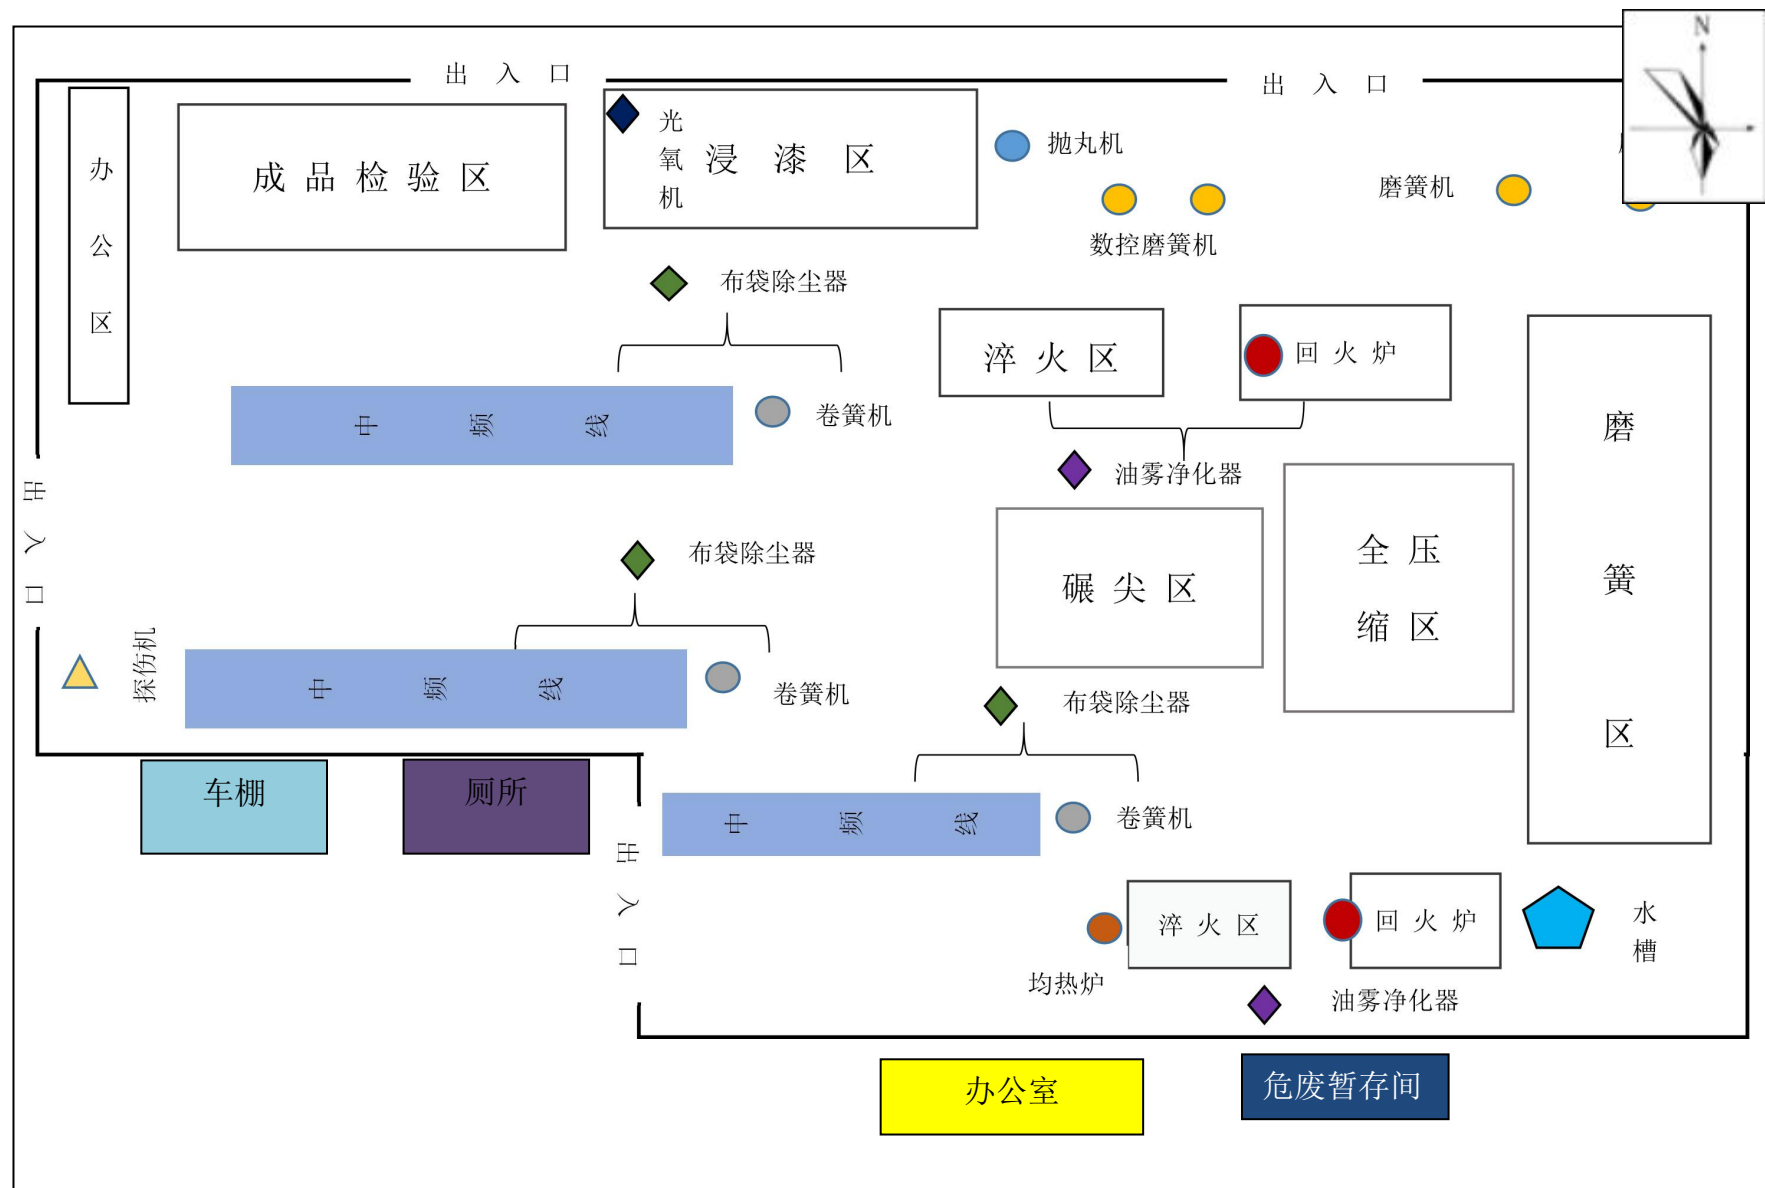 出 入 口
出 入 口
N
办公区
成品检验区
光氧机
浸漆区
抛丸机
磨簧机
数控磨簧机
布袋除尘器
淬火区
回火炉
中频线
卷簧机
磨簧区
油雾净化器
出入口
布袋除尘器
碾尖区
全压
缩区
探伤机
中频线
卷簧机
布袋除尘器
车棚
厕所
出入口
中频线
卷簧机
均热炉
淬火区
回火炉
水槽
油雾净化器
办公室
危废暂存间